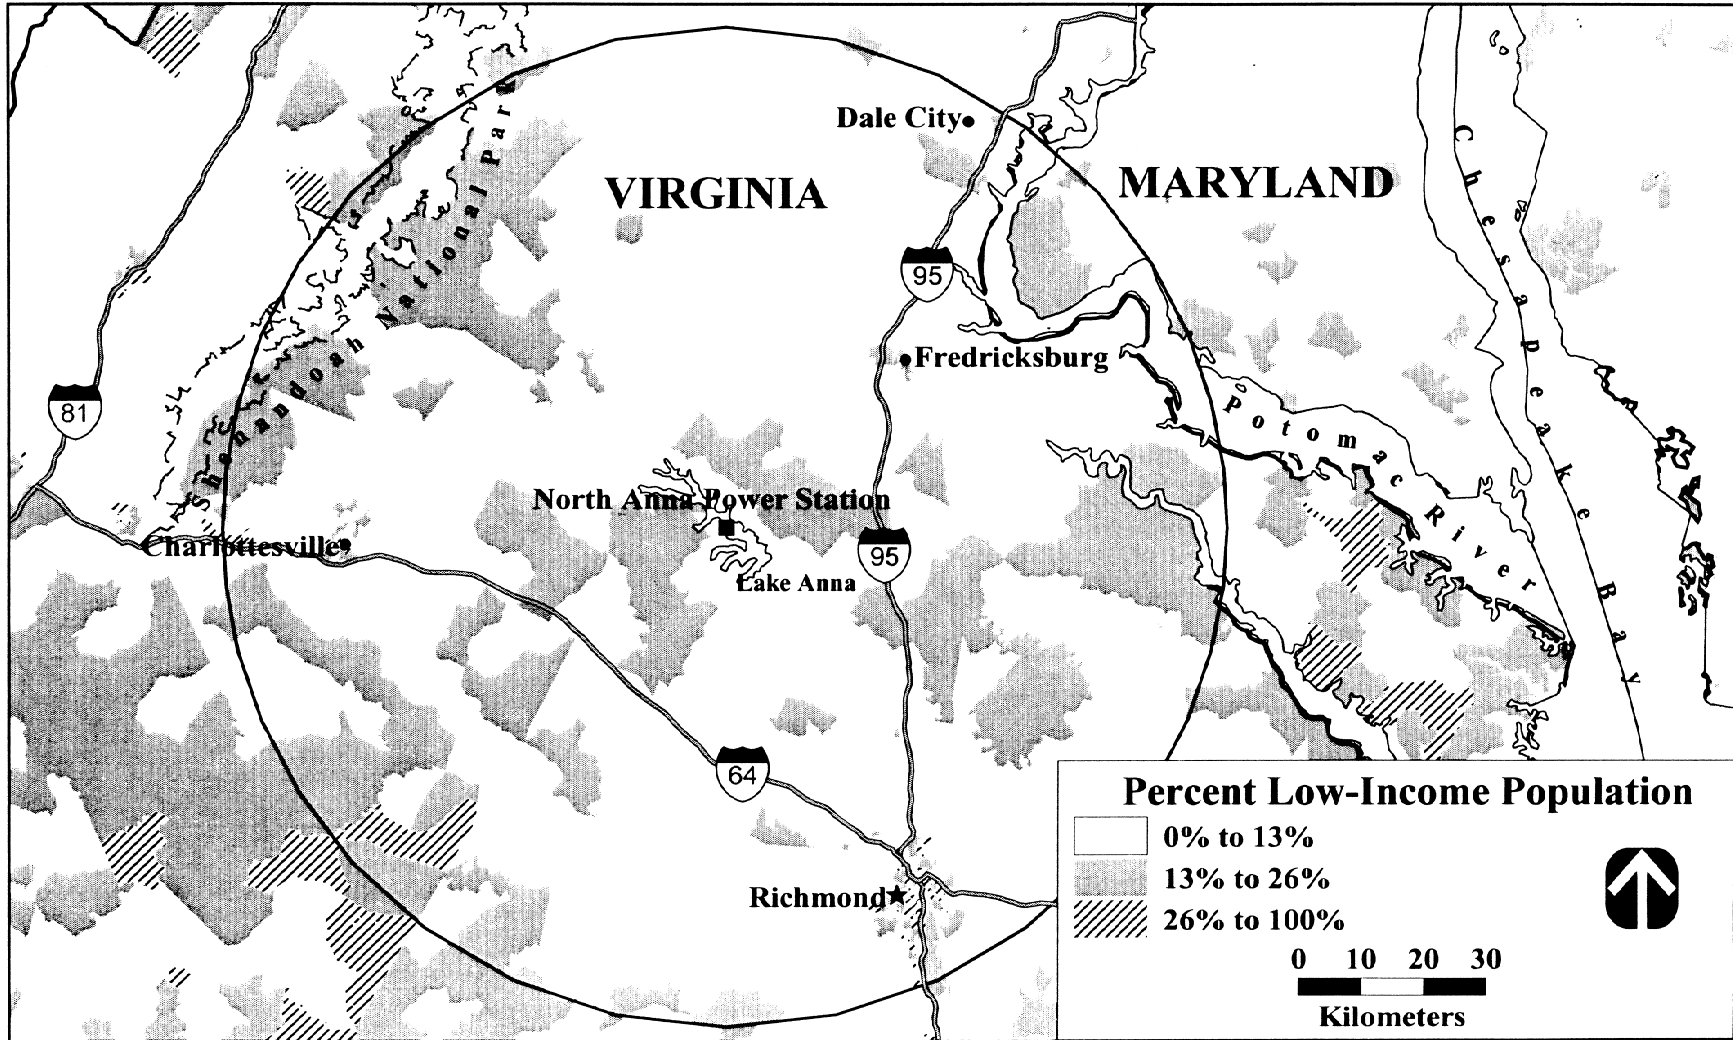 Dale City
VIRGINIA
MARYLAND
Chesapeake Bay
Shenandoah National Park
95
Fredricksburg
81
Potomac River
North Anna Power Station
Charlottesville
95
Lake Anna
64
Richmond
Percent Low-Income Population
0% to 13%
13% to 26%
26% to 100%
0 10 20 30
Kilometers